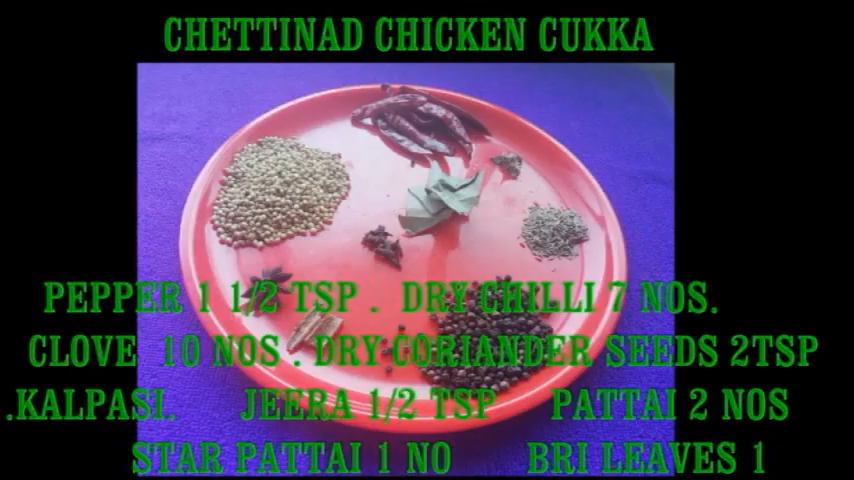 CHETTINAD CHICKEN CUKKA
PEPPER 1 1/2 TSP . DRY CHILLI 7 NOS.
CLOVE 10 NOS . DRY CORIANDER SEEDS 2TSP
.KALPASI. JEERA 1/2 TSP PATTAI 2 NOS
STAR PATTAI 1 NO BRI LEAVES 1